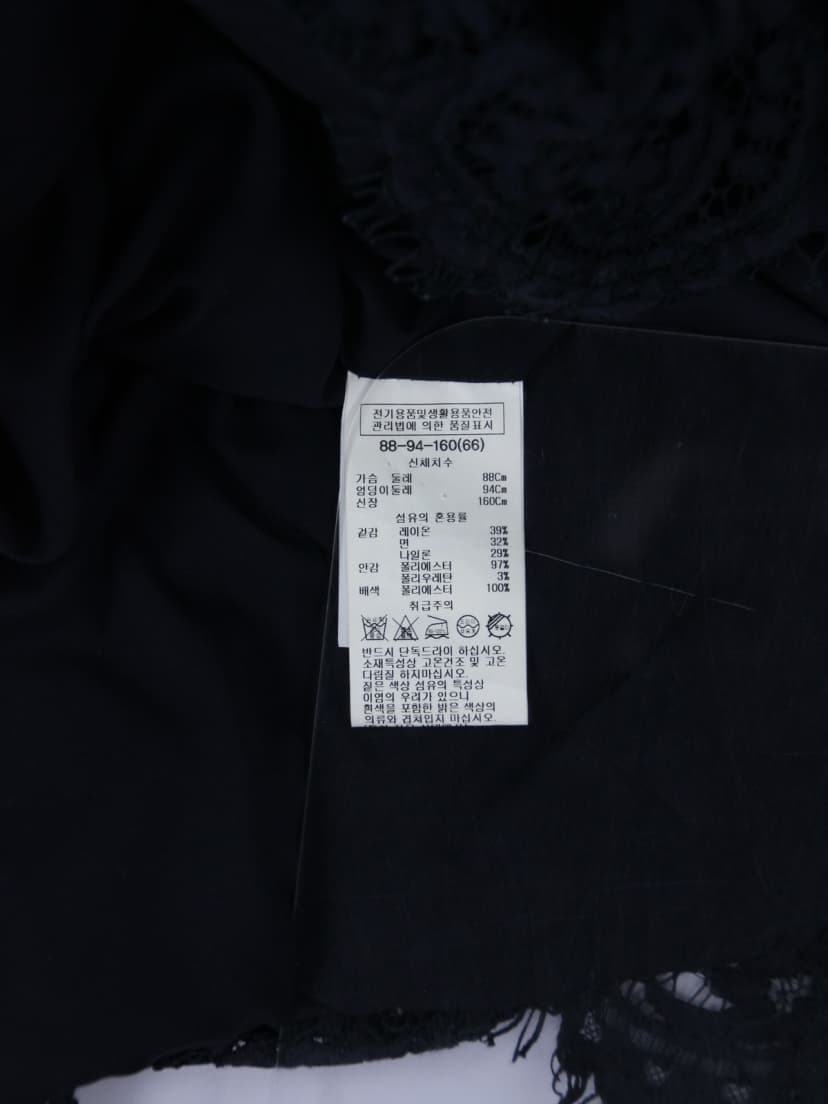 전기용품및생활용품안전
관리법에 의한 품질표시
88-94-160(66)
신체치수
가슴 둘레 88Cm
엉덩이둘레 94Cm
신장 160Cm
섬유의 혼용률
겉감 레이온 39%
면 32%
나일론 29%
안감 폴리에스터 97%
폴리우레탄 3%
배색 폴리에스터 100%
취급주의
반드시 단독드라이 하십시오.
소재특성상 고온건조 및 고온
다림질 하지마십시오.
짙은 색상 섬유의 특성상
이염의 우려가 있으니
흰색을 포함한 밝은 색상의
의류와 겹쳐입지 마십시오.